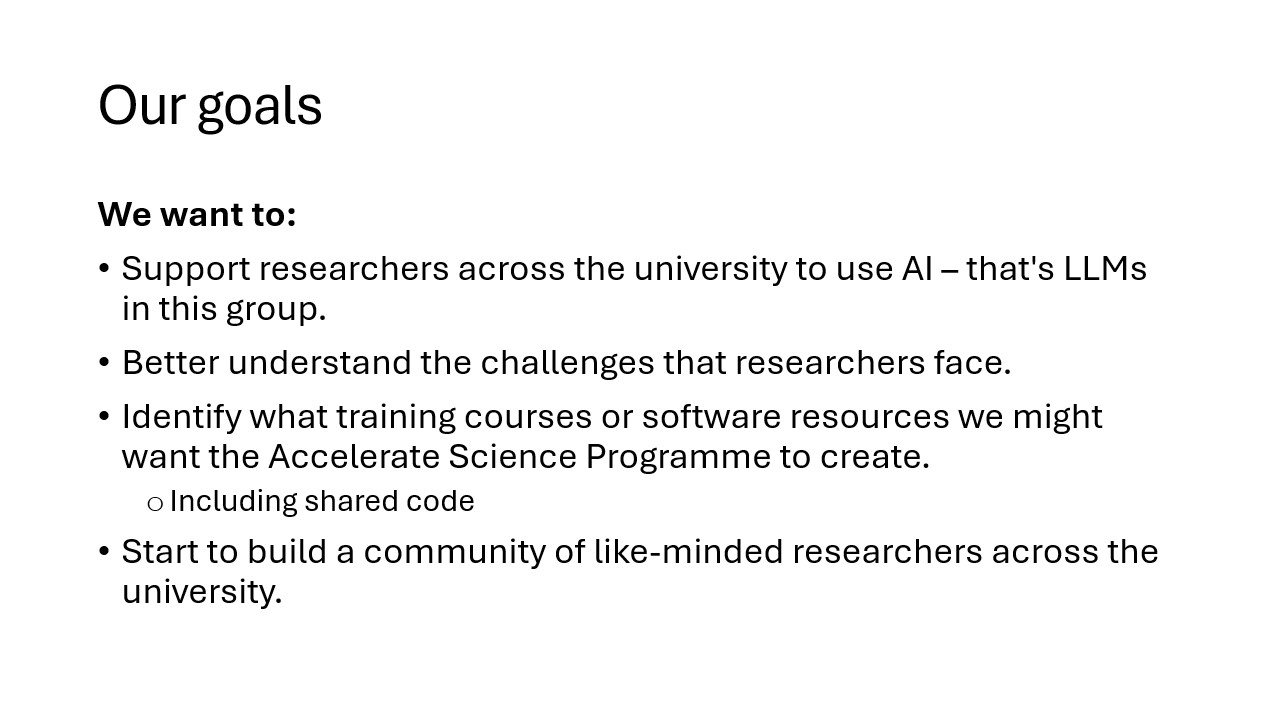 Our goals
We want to:
• Support researchers across the university to use AI – that's LLMs
in this group.
• Better understand the challenges that researchers face.
• Identify what training courses or software resources we might
want the Accelerate Science Programme to create.
○ Including shared code
• Start to build a community of like-minded researchers across the
university.